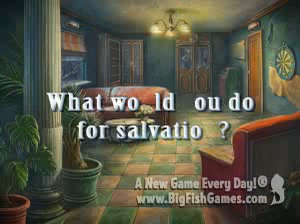 What wo ld ou do
for salvatio ?
A New Game Every Day!®
www.BigFishGames.com